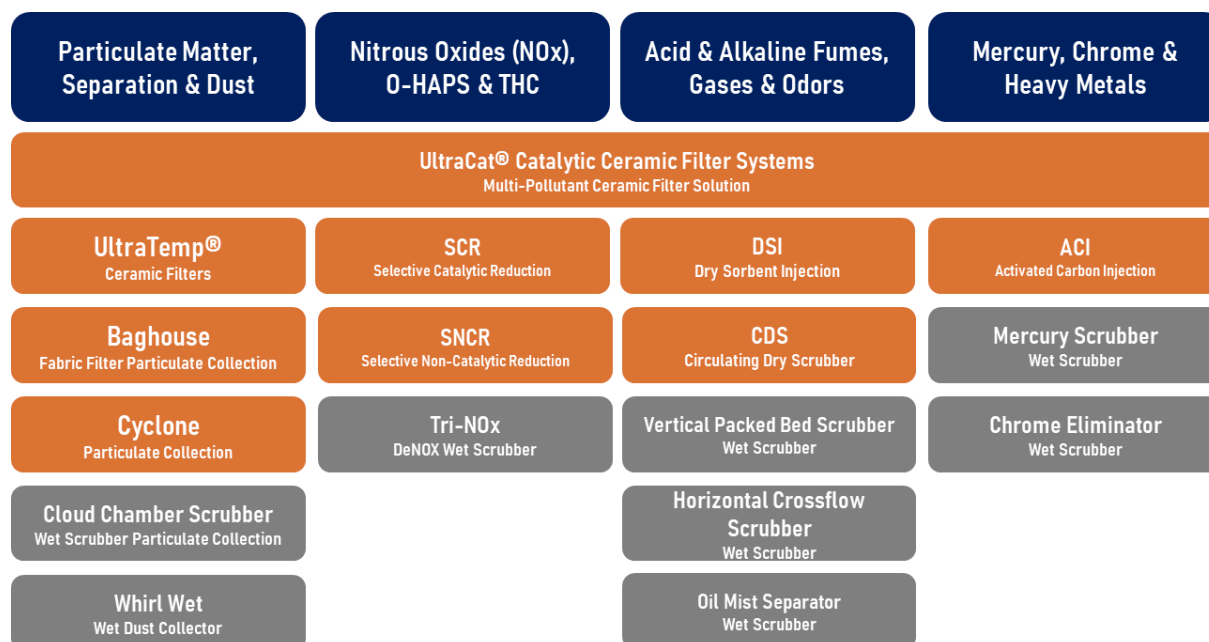 Particulate Matter,
Separation & Dust
Nitrous Oxides (NOx),
O-HAPS & THC
Acid & Alkaline Fumes,
Gases & Odors
Mercury, Chrome &
Heavy Metals
UltraCat® Catalytic Ceramic Filter Systems
Multi-Pollutant Ceramic Filter Solution
UltraTemp®
Ceramic Filters
SCR
Selective Catalytic Reduction
DSI
Dry Sorbent Injection
ACI
Activated Carbon Injection
Baghouse
Fabric Filter Particulate Collection
SNCR
Selective Non-Catalytic Reduction
CDS
Circulating Dry Scrubber
Mercury Scrubber
Wet Scrubber
Cyclone
Particulate Collection
Tri-NOx
DeNOX Wet Scrubber
Vertical Packed Bed Scrubber
Wet Scrubber
Chrome Eliminator
Wet Scrubber
Cloud Chamber Scrubber
Wet Scrubber Particulate Collection
Horizontal Crossflow
Scrubber
Wet Scrubber
Whirl Wet
Wet Dust Collector
Oil Mist Separator
Wet Scrubber